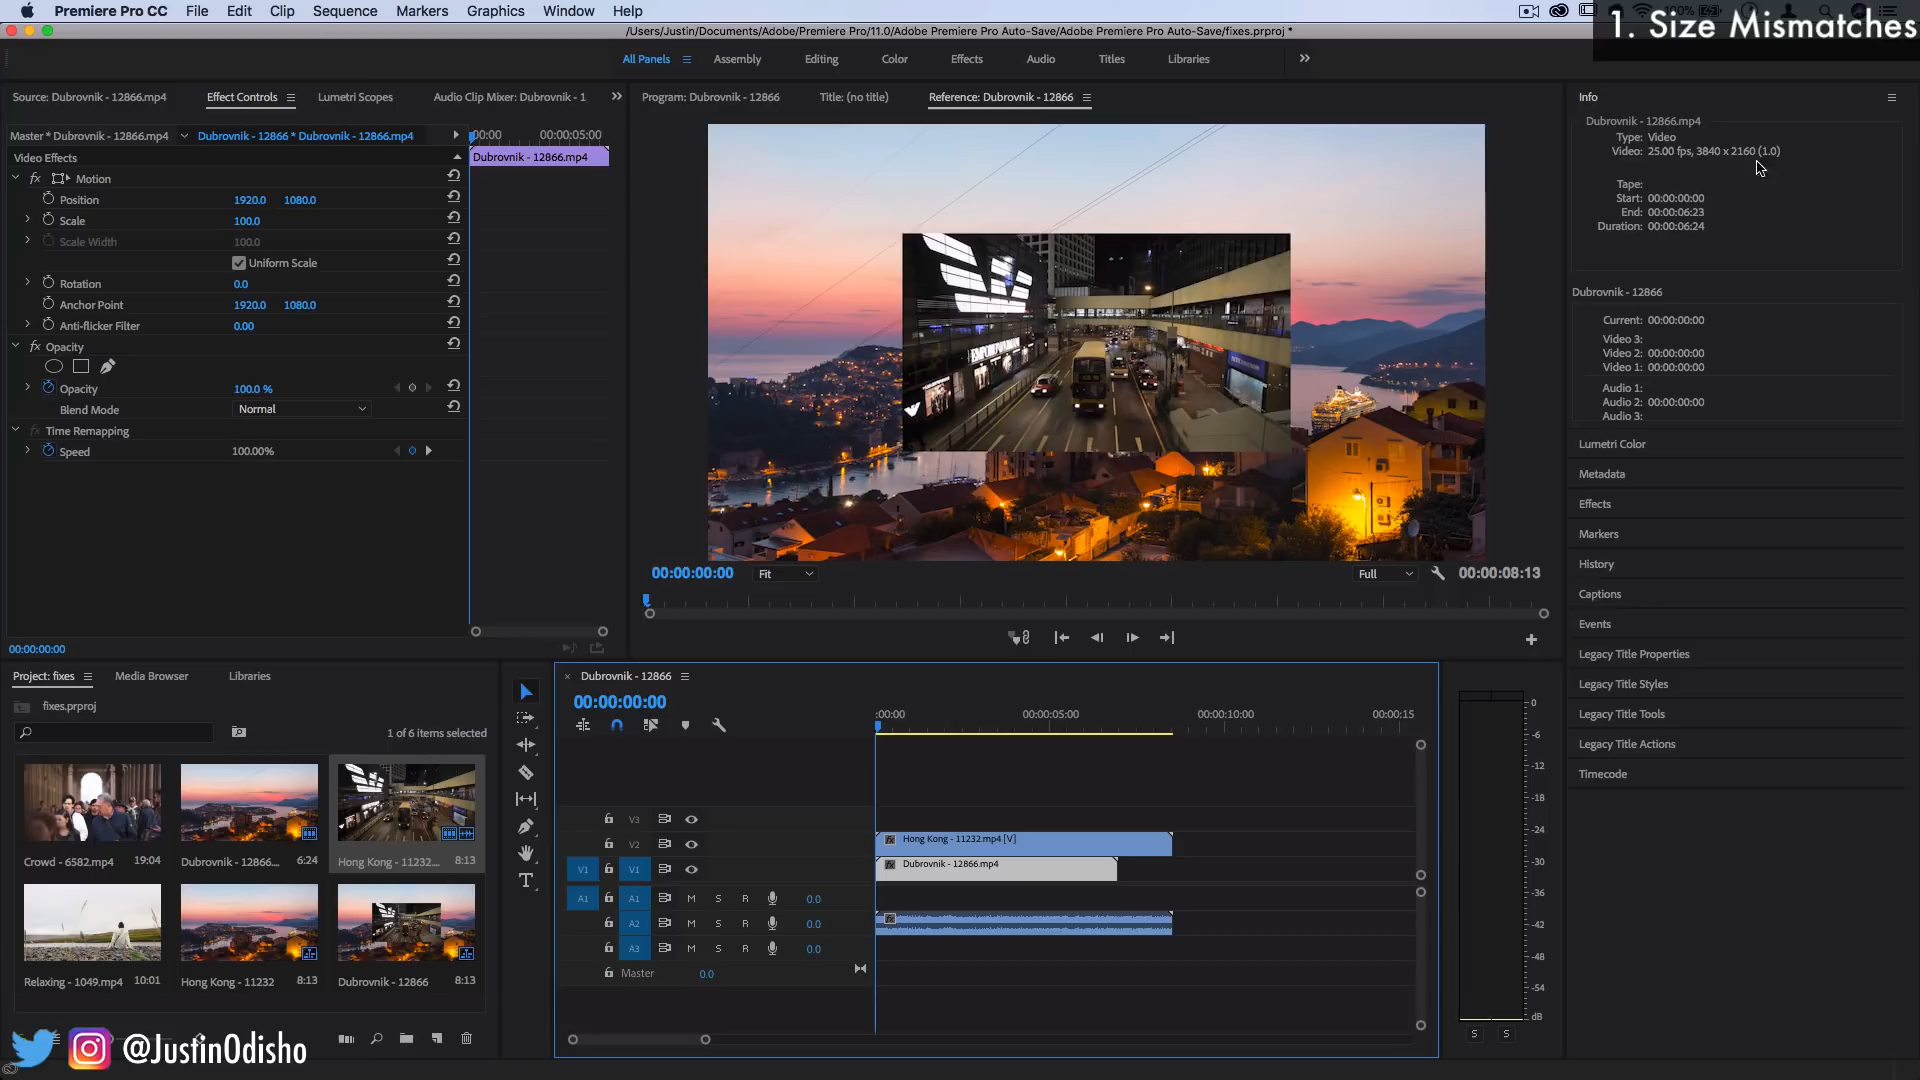 Premiere Pro CC File Edit Clip Sequence Markers Graphics Window Help
1. Size Mismatches
/Users/Justin/Documents/Adobe/Premiere Pro/11.0/Adobe Premiere Pro Auto-Save/Adobe Premiere Pro Auto-Save/fixes.prproj *
All Panels Assembly Editing Color Effects Audio Titles Libraries
Source: Dubrovnik - 12866.mp4 Effect Controls Lumetri Scopes Audio Clip Mixer: Dubrovnik - 1
Master * Dubrovnik - 12866.mp4 Dubrovnik - 12866 * Dubrovnik - 12866.mp4
:00:00 00:00:05:00
Video Effects
Dubrovnik - 12866.mp4
fx Motion
Position 1920.0 1080.0
Scale 100.0
Scale Width 100.0
Uniform Scale
Rotation 0.0
Anchor Point 1920.0 1080.0
Anti-flicker Filter 0.00
fx Opacity
Opacity 100.0 %
Blend Mode Normal
fx Time Remapping
Speed 100.00%
00:00:00:00
Program: Dubrovnik - 12866 Title: (no title) Reference: Dubrovnik - 12866
00:00:00:00 Fit Full 00:00:08:13
Info
Dubrovnik - 12866.mp4
Type: Video
Video: 25.00 fps, 3840 x 2160 (1.0)
Tape:
Start: 00:00:00:00
End: 00:00:06:23
Duration: 00:00:06:24
Dubrovnik - 12866
Current: 00:00:00:00
Video 3:
Video 2: 00:00:00:00
Video 1: 00:00:00:00
Audio 1:
Audio 2: 00:00:00:00
Audio 3:
Lumetri Color
Metadata
Effects
Markers
History
Captions
Events
Legacy Title Properties
Legacy Title Styles
Legacy Title Tools
Legacy Title Actions
Timecode
Project: fixes Media Browser Libraries
fixes.prproj
1 of 6 items selected
Crowd - 6582.mp4 19:04
Dubrovnik - 12866.... 6:24
Hong Kong - 11232.... 8:13
Relaxing - 1049.mp4 10:01
Hong Kong - 11232 8:13
Dubrovnik - 12866 8:13
@JustinOdisho
Dubrovnik - 12866
00:00:00:00
:00:00 00:00:05:00 00:00:10:00 00:00:15
V3
V2 Hong Kong - 11232.mp4 [V]
V1 V1 Dubrovnik - 12866.mp4
A1 A1 M S R 0.0
A2 M S R 0.0
A3 M S R 0.0
Master 0.0
0
-6
-12
-18
-24
-30
-36
-42
-48
-54
dB
S S